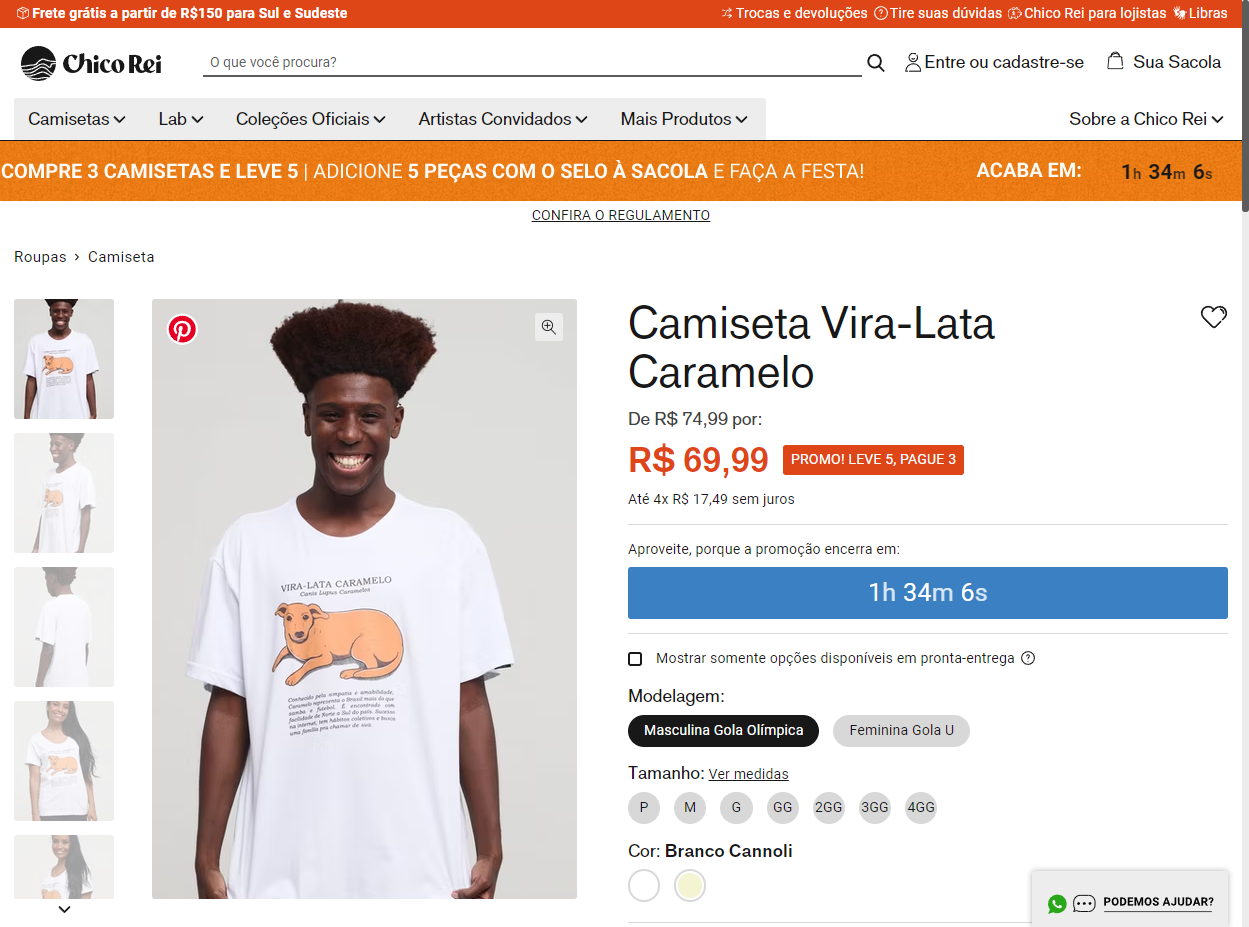 Frete grátis a partir de R$150 para Sul e Sudeste
Trocas e devoluções
Tire suas dúvidas
Chico Rei para lojistas
Libras
Chico Rei
O que você procura?
Entre ou cadastre-se
Sua Sacola
Camisetas
Lab
Coleções Oficiais
Artistas Convidados
Mais Produtos
Sobre a Chico Rei
COMPRE 3 CAMISETAS E LEVE 5 | ADICIONE 5 PEÇAS COM O SELO À SACOLA E FAÇA A FESTA!
ACABA EM:
1h 34m 6s
CONFIRA O REGULAMENTO
Roupas › Camiseta
VIRA-LATA CARAMELO
Canis Lupus Caramelos
Conhecido pela simpatia e amabilidade,
Caramelo representa o Brasil mais do que
samba e futebol. É encontrado com
facilidade de Norte a Sul do país. Sucesso
na internet, tem hábitos coletivos e busca
uma família pra chamar de sua.
Camiseta Vira-Lata
Caramelo
De R$ 74,99 por:
R$ 69,99
PROMO! LEVE 5, PAGUE 3
Até 4x R$ 17,49 sem juros
Aproveite, porque a promoção encerra em:
1h 34m 6s
Mostrar somente opções disponíveis em pronta-entrega
Modelagem:
Masculina Gola Olímpica
Feminina Gola U
Tamanho: Ver medidas
P M G GG 2GG 3GG 4GG
Cor: Branco Cannoli
PODEMOS AJUDAR?